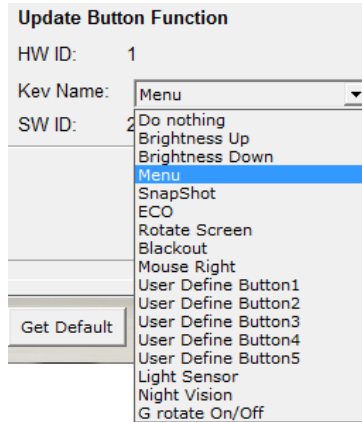 Update Button Function
HW ID: 1
Key Name: Menu
SW ID: 2
Do nothing
Brightness Up
Brightness Down
Menu
SnapShot
ECO
Rotate Screen
Blackout
Mouse Right
User Define Button1
User Define Button2
User Define Button3
User Define Button4
User Define Button5
Light Sensor
Night Vision
G rotate On/Off
Get Default